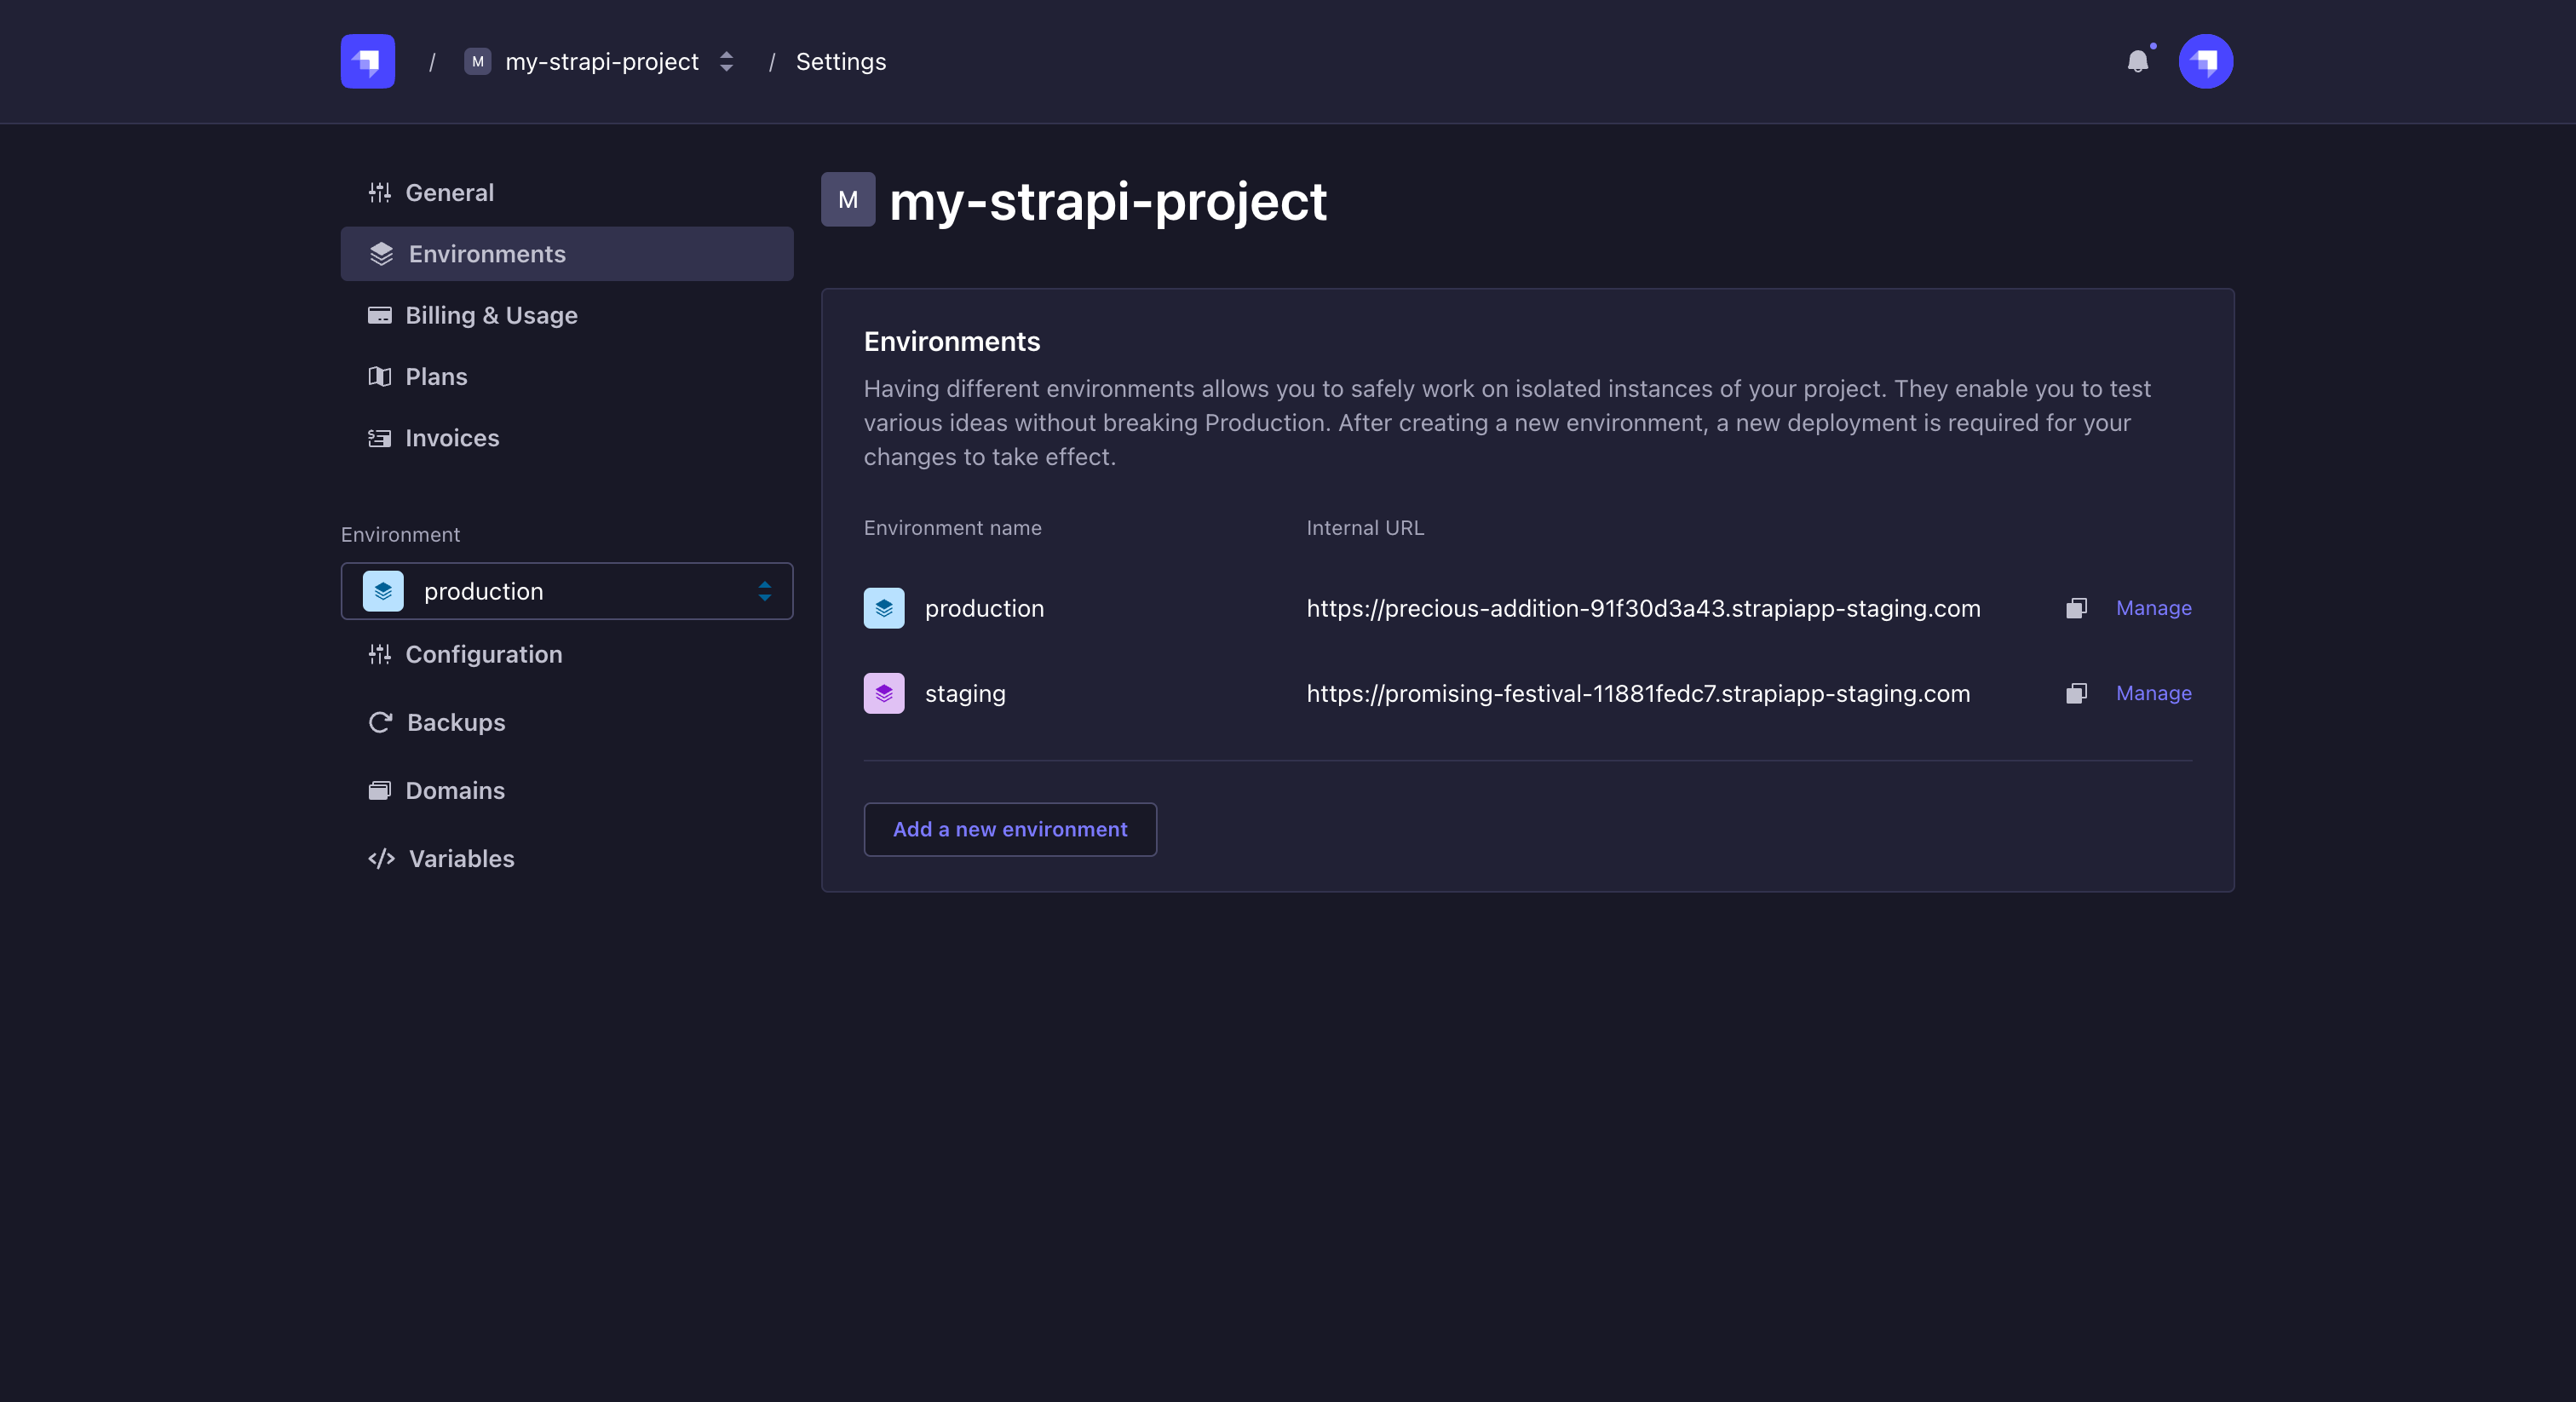 / M my-strapi-project / Settings
General
Environments
Billing & Usage
Plans
Invoices
Environment
production
Configuration
Backups
Domains
Variables
M my-strapi-project
Environments
Having different environments allows you to safely work on isolated instances of your project. They enable you to test
various ideas without breaking Production. After creating a new environment, a new deployment is required for your
changes to take effect.
Environment name Internal URL
production https://precious-addition-91f30d3a43.strapiapp-staging.com Manage
staging https://promising-festival-11881fedc7.strapiapp-staging.com Manage
Add a new environment